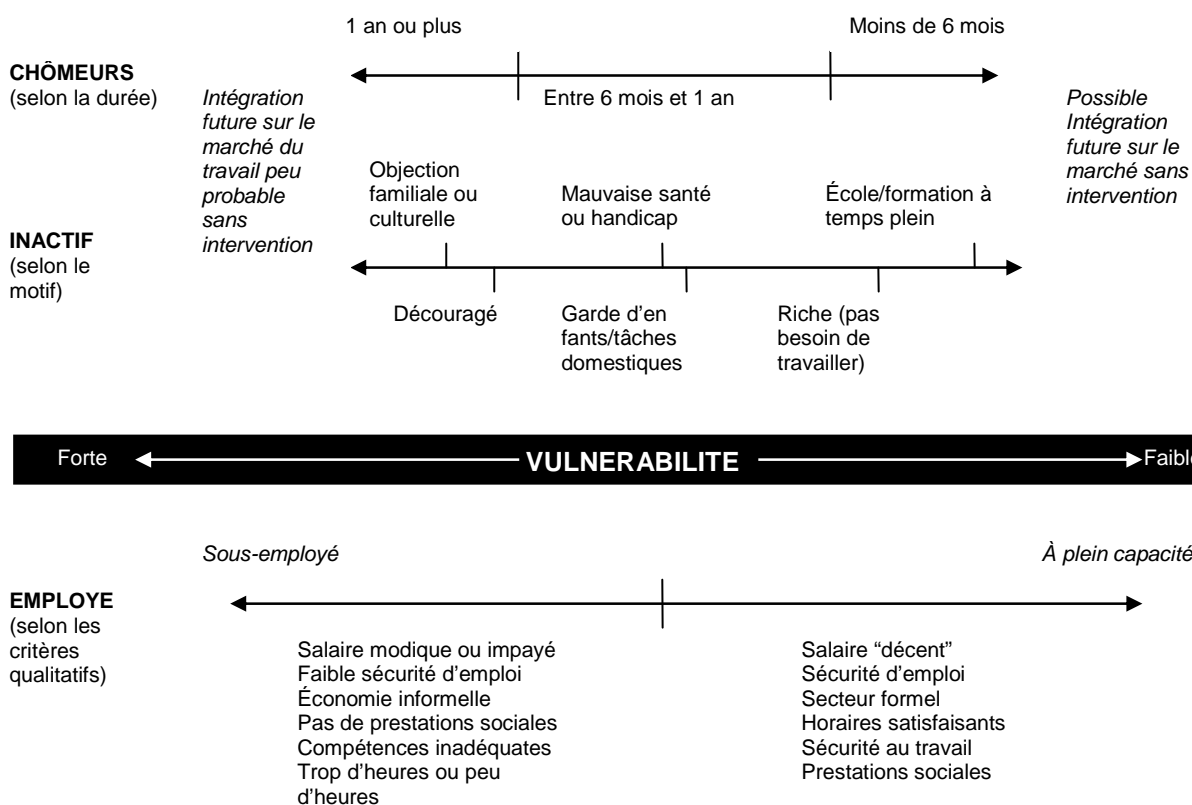 1 an ou plus
Moins de 6 mois
CHÔMEURS
(selon la durée)
Intégration
future sur le
marché du
travail peu
probable
sans
intervention
Entre 6 mois et 1 an
Possible
Intégration
future sur le
marché sans
intervention
Objection
familiale ou
culturelle
Mauvaise santé
ou handicap
École/formation à
temps plein
INACTIF
(selon le
motif)
Découragé
Garde d'en
fants/tâches
domestiques
Riche (pas
besoin de
travailler)
Forte
VULNERABILITE
Faible
Sous-employé
À plein capacité
EMPLOYE
(selon les
critères
qualitatifs)
Salaire modique ou impayé
Faible sécurité d'emploi
Économie informelle
Pas de prestations sociales
Compétences inadéquates
Trop d'heures ou peu
d'heures
Salaire “décent”
Sécurité d'emploi
Secteur formel
Horaires satisfaisants
Sécurité au travail
Prestations sociales